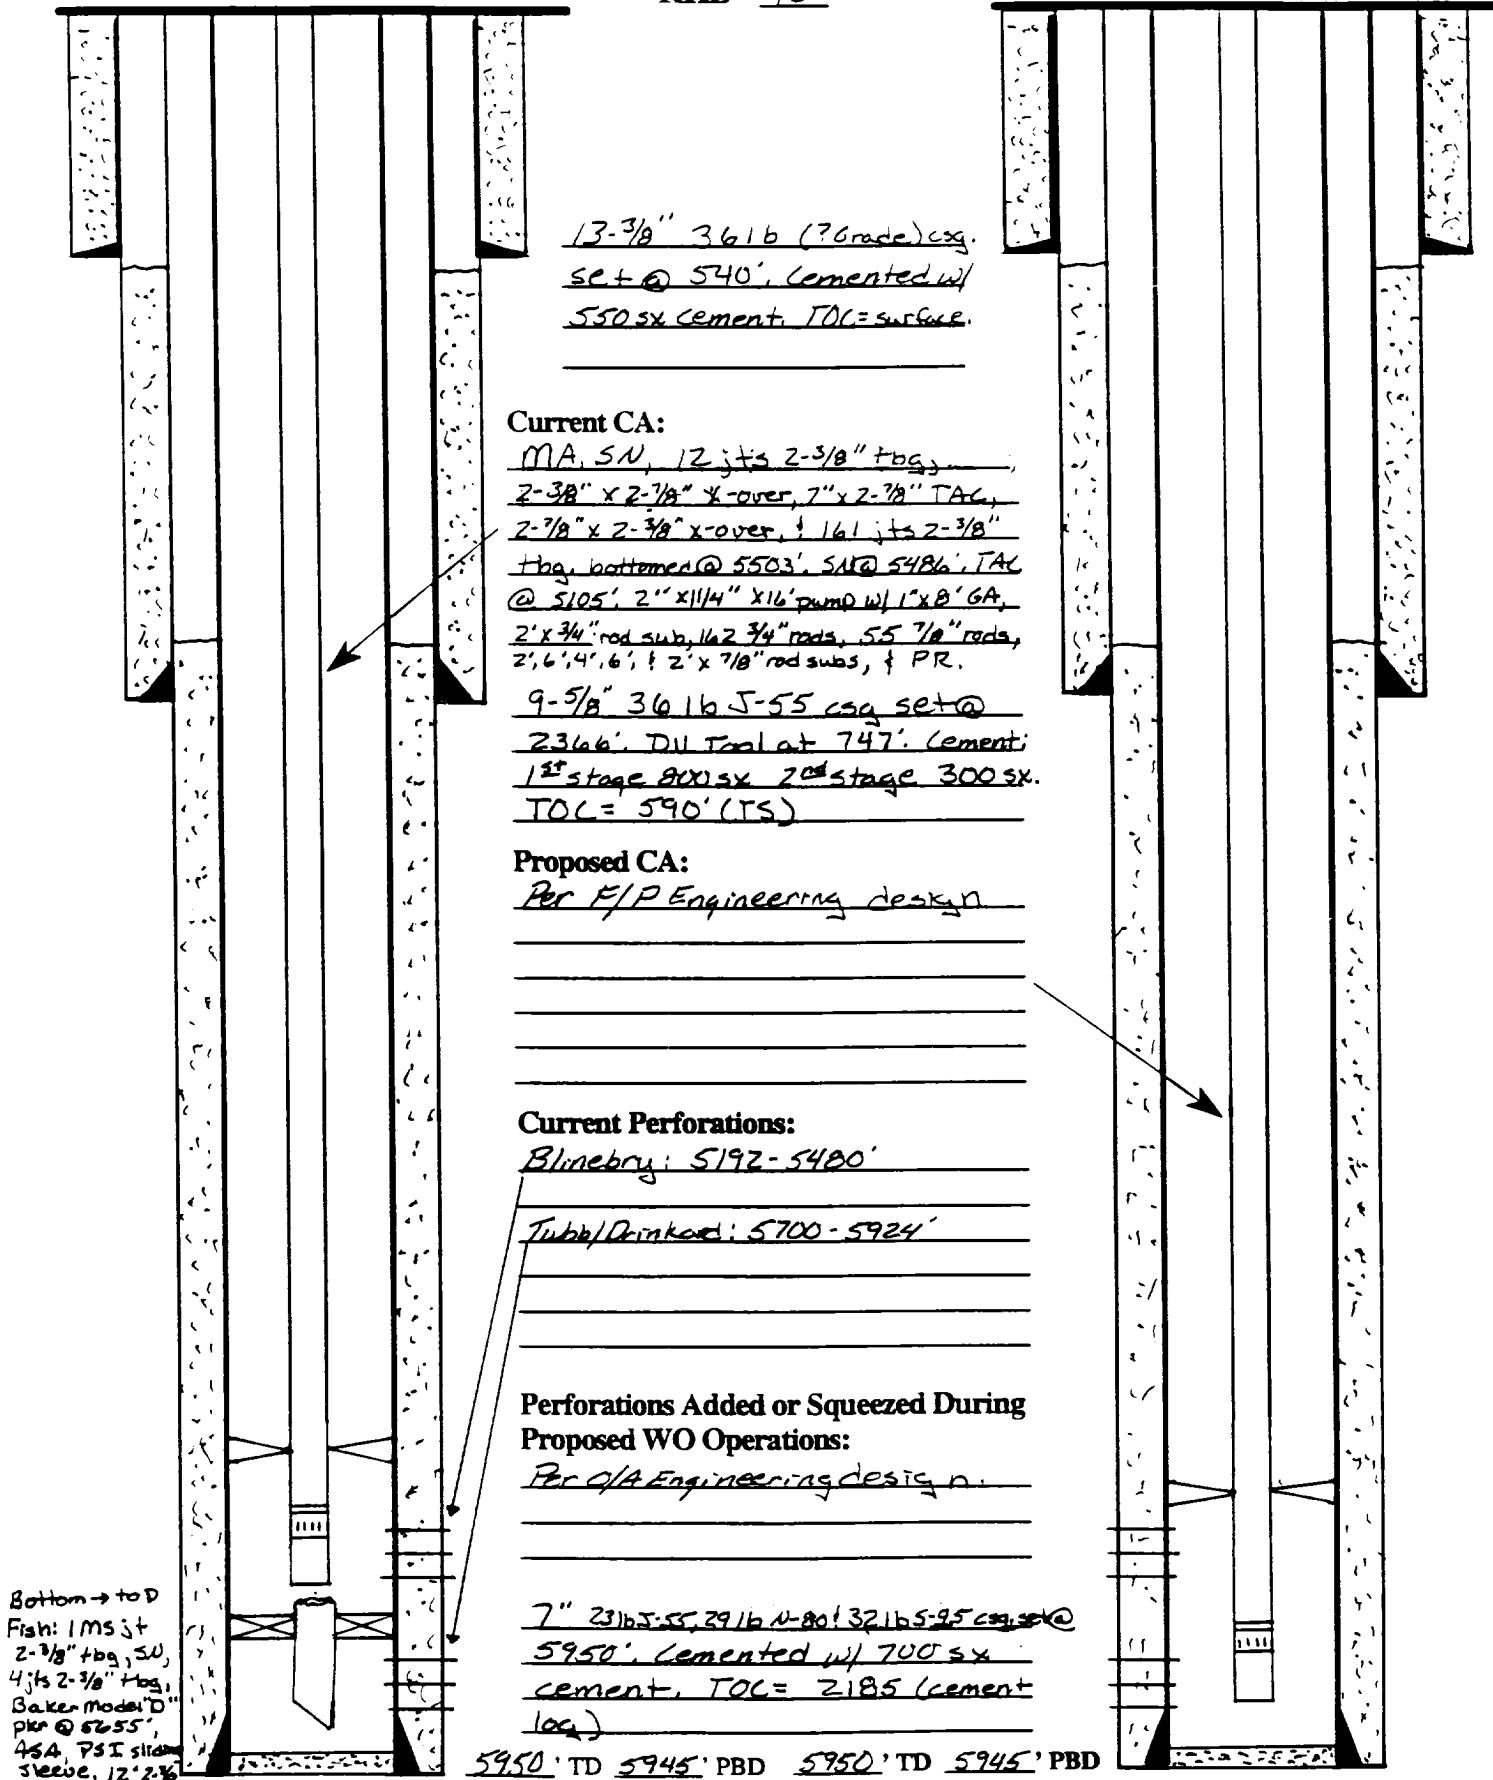 13-3/8" 36 lb (? Grade) csg.
set @ 540'. Cemented w/
550 sx cement. TOC = surface.
Current CA:
MA, SN, 12 jts 2-3/8" tbg,
2-3/8" x 2-7/8" x-over, 7" x 2-7/8" TAC,
2-7/8" x 2-3/8" x-over, & 161 jts 2-3/8"
tbg. bottomed @ 5503'. SN @ 5486'. TAC
@ 5105'. 2" x 1 1/4" x 16' pump w/ 1" x 8' GA,
2' x 3/4" rod sub, 162 3/4" rods, 55 7/8" rods,
2', 6', 4', 6', & 2' x 7/8" rod subs, & PR.
9-5/8" 36 lb J-55 csg set @
2366'. DV Tool at 747'. Cement:
1st stage 800 sx 2nd stage 300 sx.
TOC = 590' (TS)
Proposed CA:
Per F/P Engineering design
Current Perforations:
Blinebry: 5192-5480'
Tubb/Drinkard: 5700-5924'
Perforations Added or Squeezed During
Proposed WO Operations:
Per O/A Engineering design.
7" 23 lb J-55, 29 lb N-80 & 32 lb S-95 csg. set @
5950'. Cemented w/ 700 sx
cement. TOC = 2185 (cement
log)
5950' TD 5945' PBD 5950' TD 5945' PBD
Bottom → to D
Fish: 1 MS jt
2-3/8" tbg, SN,
4 jts 2-3/8" tbg,
Baker Model "D"
pkr @ 5655',
ASA, PSI sliding
sleeve, 12' 2-3/8